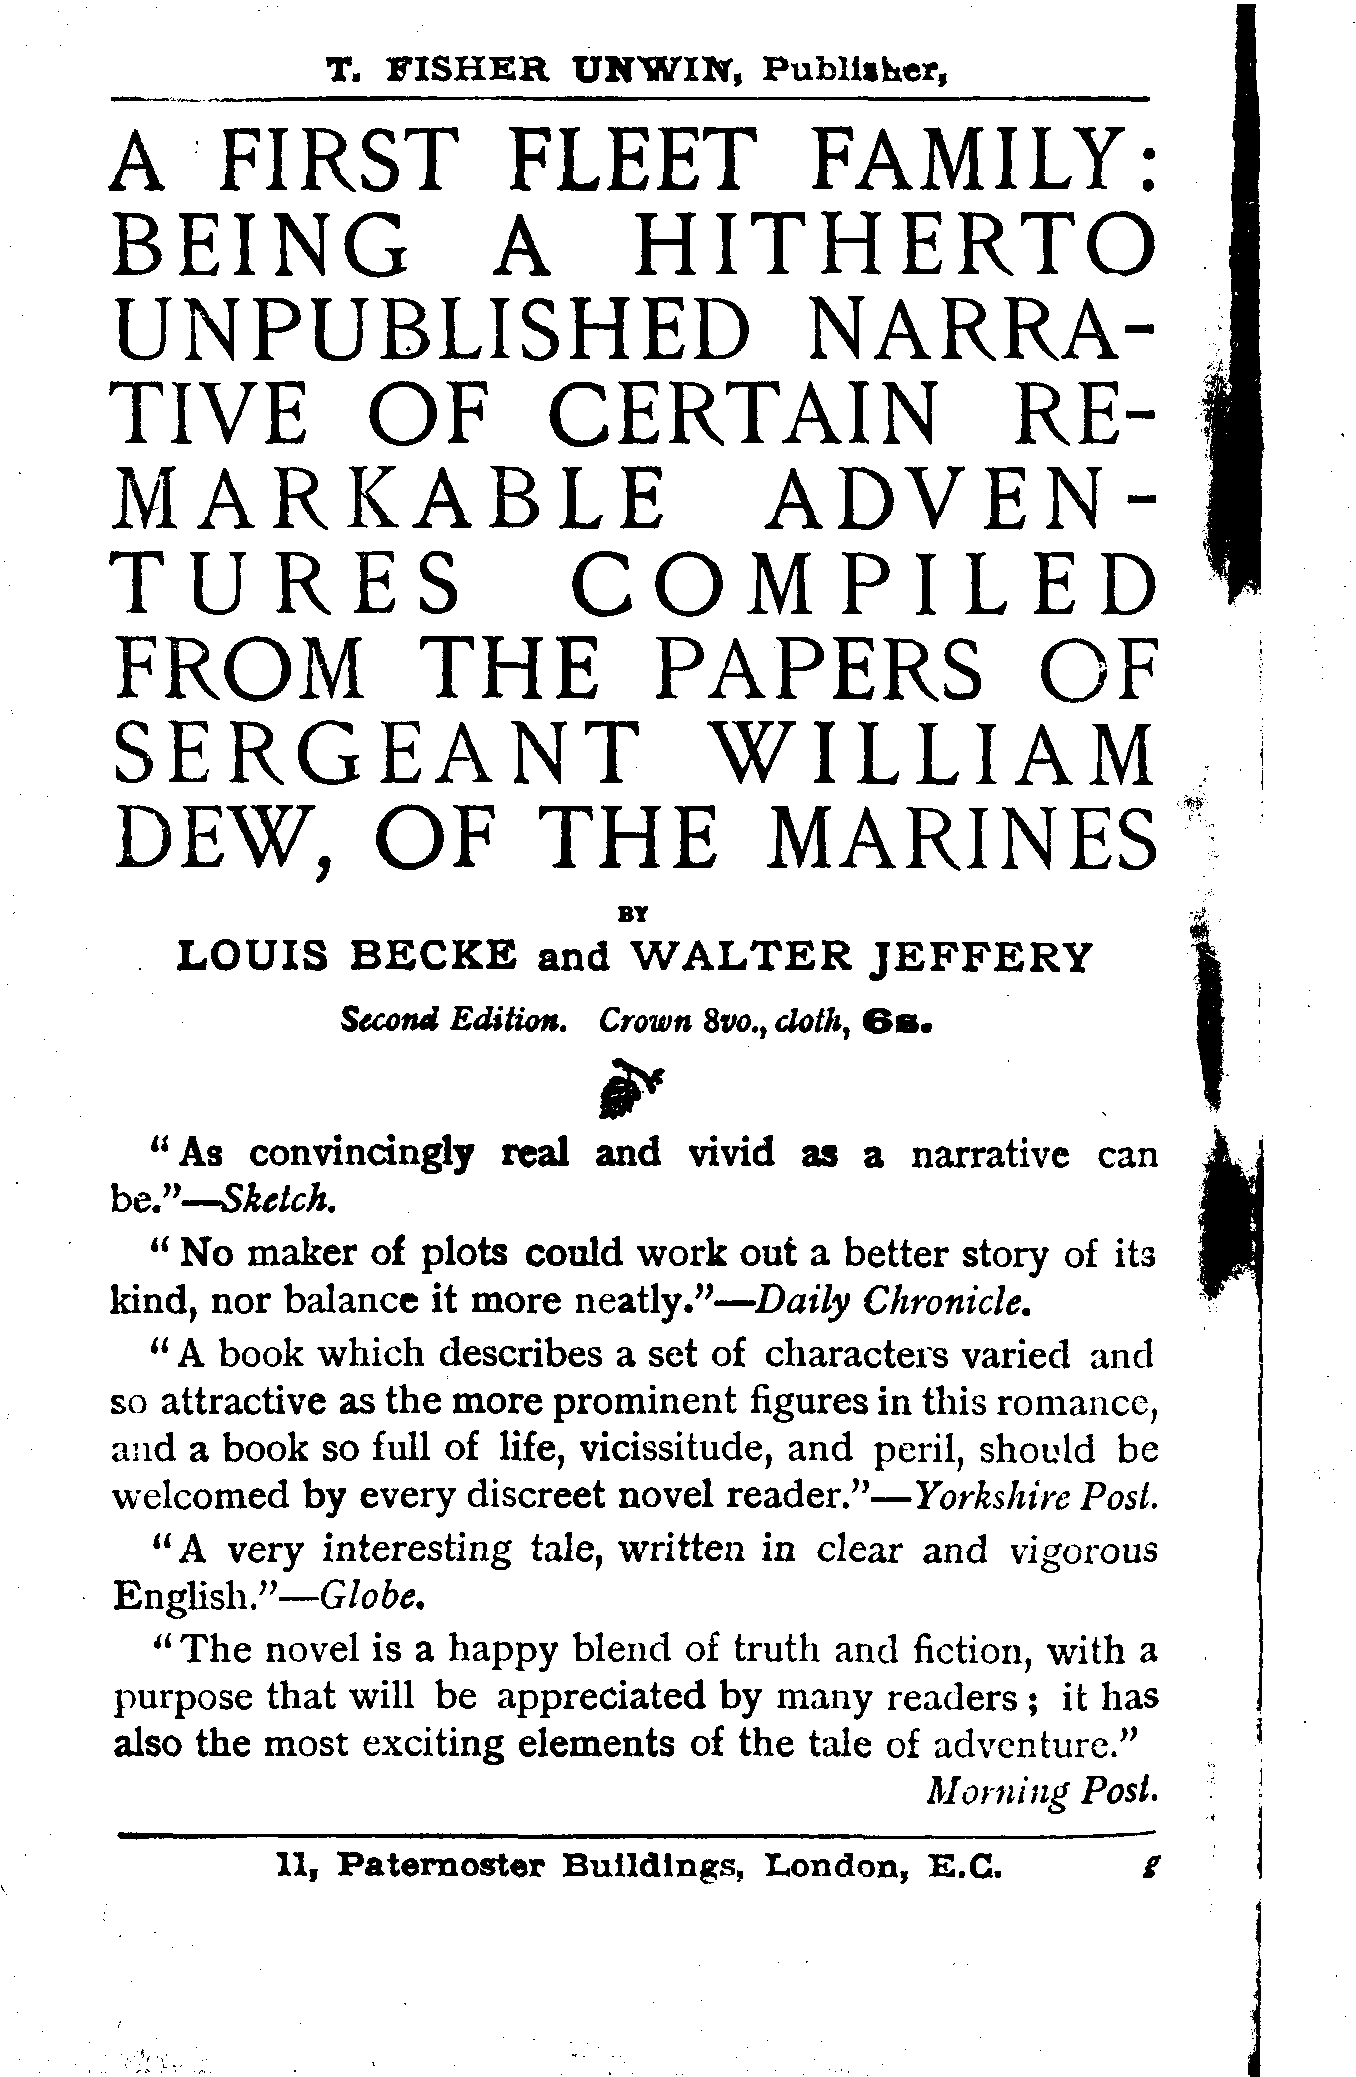 T. FISHER UNWIN, Publisher,
A FIRST FLEET FAMILY:
BEING A HITHERTO
UNPUBLISHED NARRA-
TIVE OF CERTAIN RE-
MARKABLE ADVEN-
TURES COMPILED
FROM THE PAPERS OF
SERGEANT WILLIAM
DEW, OF THE MARINES
BY
LOUIS BECKE and WALTER JEFFERY
Second Edition. Crown 8vo., cloth, 6s.
“As convincingly real and vivid as a narrative can
be.”—Sketch.
“No maker of plots could work out a better story of its
kind, nor balance it more neatly.”—Daily Chronicle.
“A book which describes a set of characters varied and
so attractive as the more prominent figures in this romance,
and a book so full of life, vicissitude, and peril, should be
welcomed by every discreet novel reader.”—Yorkshire Post.
“A very interesting tale, written in clear and vigorous
English.”—Globe.
“The novel is a happy blend of truth and fiction, with a
purpose that will be appreciated by many readers; it has
also the most exciting elements of the tale of adventure.”
Morning Post.
11, Paternoster Buildings, London, E.C. g